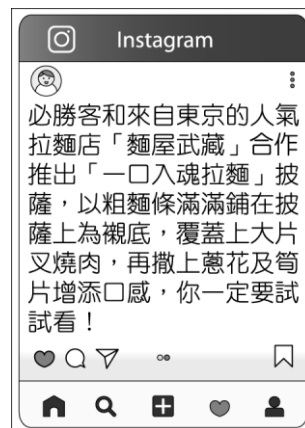 Instagram
必勝客和來自東京的人氣
拉麵店「麵屋武藏」合作
推出「一口入魂拉麵」披
薩，以粗麵條滿滿鋪在披
薩上為襯底，覆蓋上大片
叉燒肉，再撒上蔥花及筍
片增添口感，你一定要試
試看！